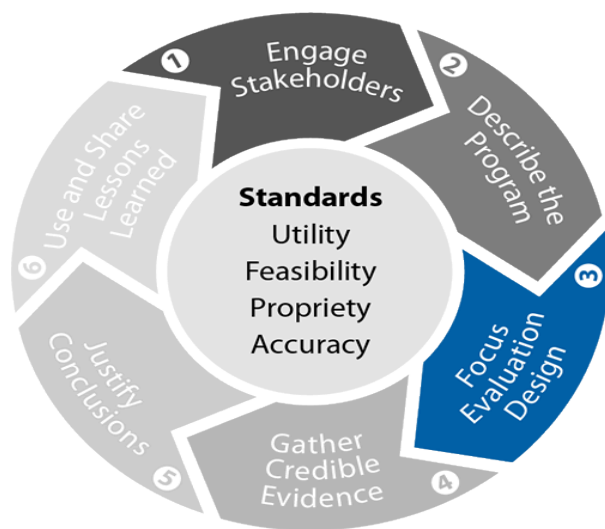 1
Engage
Stakeholders
2
Describe the
Program
3
Focus
Evaluation
Design
4
Gather
Credible
Evidence
5
Justify
Conclusions
6
Use and Share
Lessons
Learned
Standards
Utility
Feasibility
Propriety
Accuracy